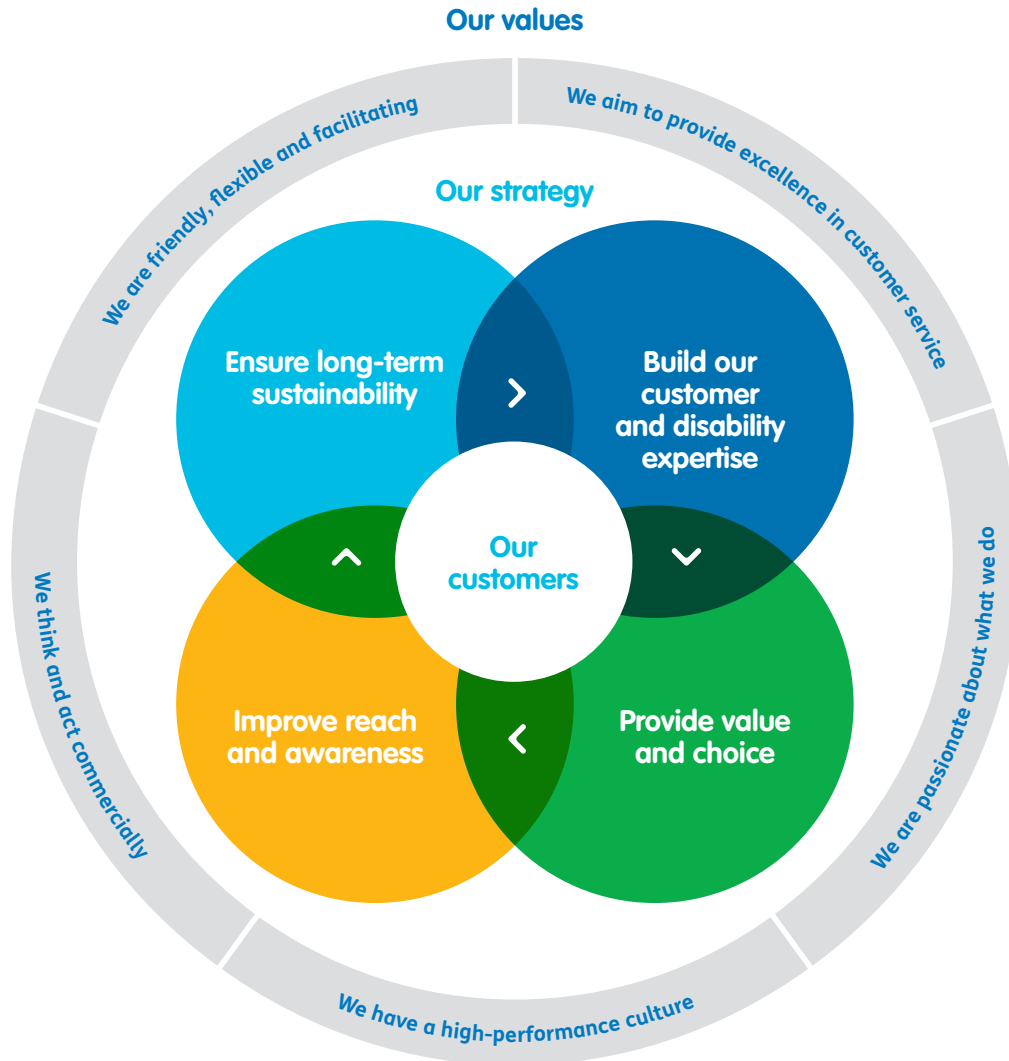 Our values
We are friendly, flexible and facilitating
We aim to provide excellence in customer service
Our strategy
Ensure long-term
sustainability
Build our
customer
and disability
expertise
Our
customers
Improve reach
and awareness
Provide value
and choice
We think and act commercially
We are passionate about what we do
We have a high-performance culture